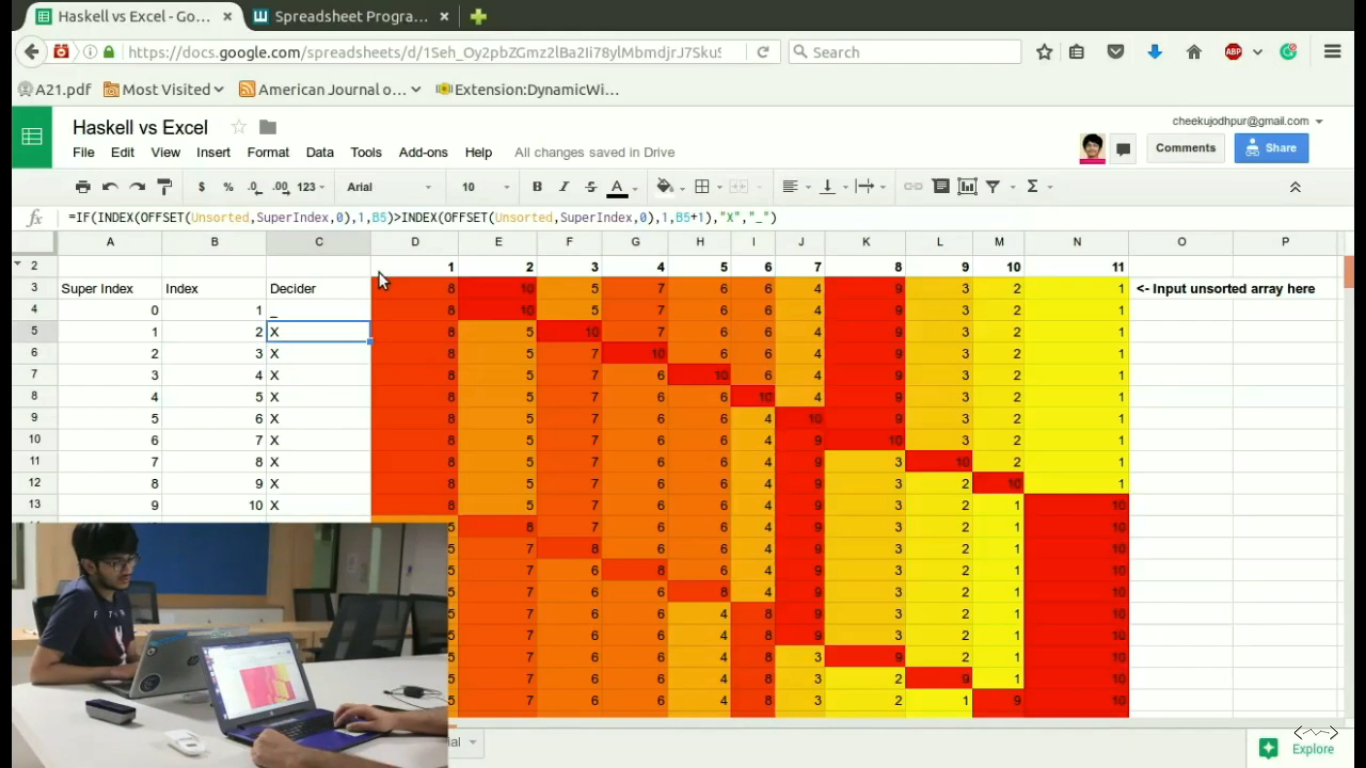 Haskell vs Excel - Go... Spreadsheet Progra...
https://docs.google.com/spreadsheets/d/1Seh_Oy2pbZGmz2lBa2Ii78ylMbmdjrJ7SkuS Search
A21.pdf Most Visited American Journal o... Extension:DynamicWi...
Haskell vs Excel cheekujodhpur@gmail.com
File Edit View Insert Format Data Tools Add-ons Help All changes saved in Drive Comments Share
$ % .0 .00 123 Arial 10 B I S A Σ
fx =IF(INDEX(OFFSET(Unsorted,SuperIndex,0),1,B5)>INDEX(OFFSET(Unsorted,SuperIndex,0),1,B5+1),"X","_")
A B C D E F G H I J K L M N O P
2 1 2 3 4 5 6 7 8 9 10 11
3 Super Index Index Decider 8 10 5 7 6 6 4 9 3 2 1 <- Input unsorted array here
4 0 1 _ 8 10 5 7 6 6 4 9 3 2 1
5 1 2 X 8 5 10 7 6 6 4 9 3 2 1
6 2 3 X 8 5 7 10 6 6 4 9 3 2 1
7 3 4 X 8 5 7 6 10 6 4 9 3 2 1
8 4 5 X 8 5 7 6 6 10 4 9 3 2 1
9 5 6 X 8 5 7 6 6 4 10 9 3 2 1
10 6 7 X 8 5 7 6 6 4 9 10 3 2 1
11 7 8 X 8 5 7 6 6 4 9 3 10 2 1
12 8 9 X 8 5 7 6 6 4 9 3 2 10 1
13 9 10 X 8 5 7 6 6 4 9 3 2 1 10
5 8 7 6 6 4 9 3 2 1 10
5 7 8 6 6 4 9 3 2 1 10
5 7 6 8 6 4 9 3 2 1 10
5 7 6 6 8 4 9 3 2 1 10
5 7 6 6 4 8 9 3 2 1 10
5 7 6 6 4 8 9 3 2 1 10
5 7 6 6 4 8 3 9 2 1 10
5 7 6 6 4 8 3 2 9 1 10
5 7 6 6 4 8 3 2 1 9 10
Explore